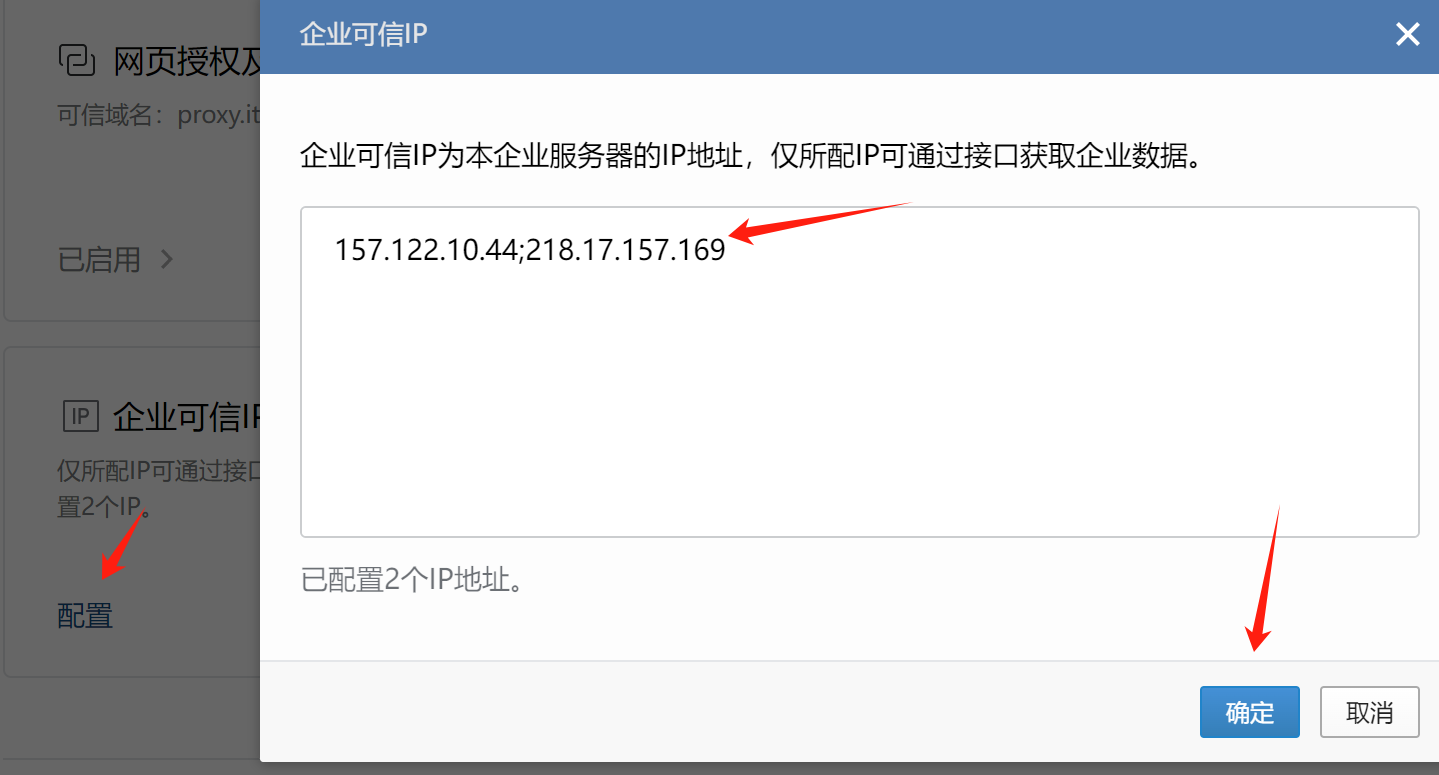 企业可信IP
网页授权及
可信域名：proxy.it
企业可信IP为本企业服务器的IP地址，仅所配IP可通过接口获取企业数据。
157.122.10.44;218.17.157.169
已启用
IP 企业可信IP
仅所配IP可通过接口
置2个IP。
已配置2个IP地址。
配置
确定
取消